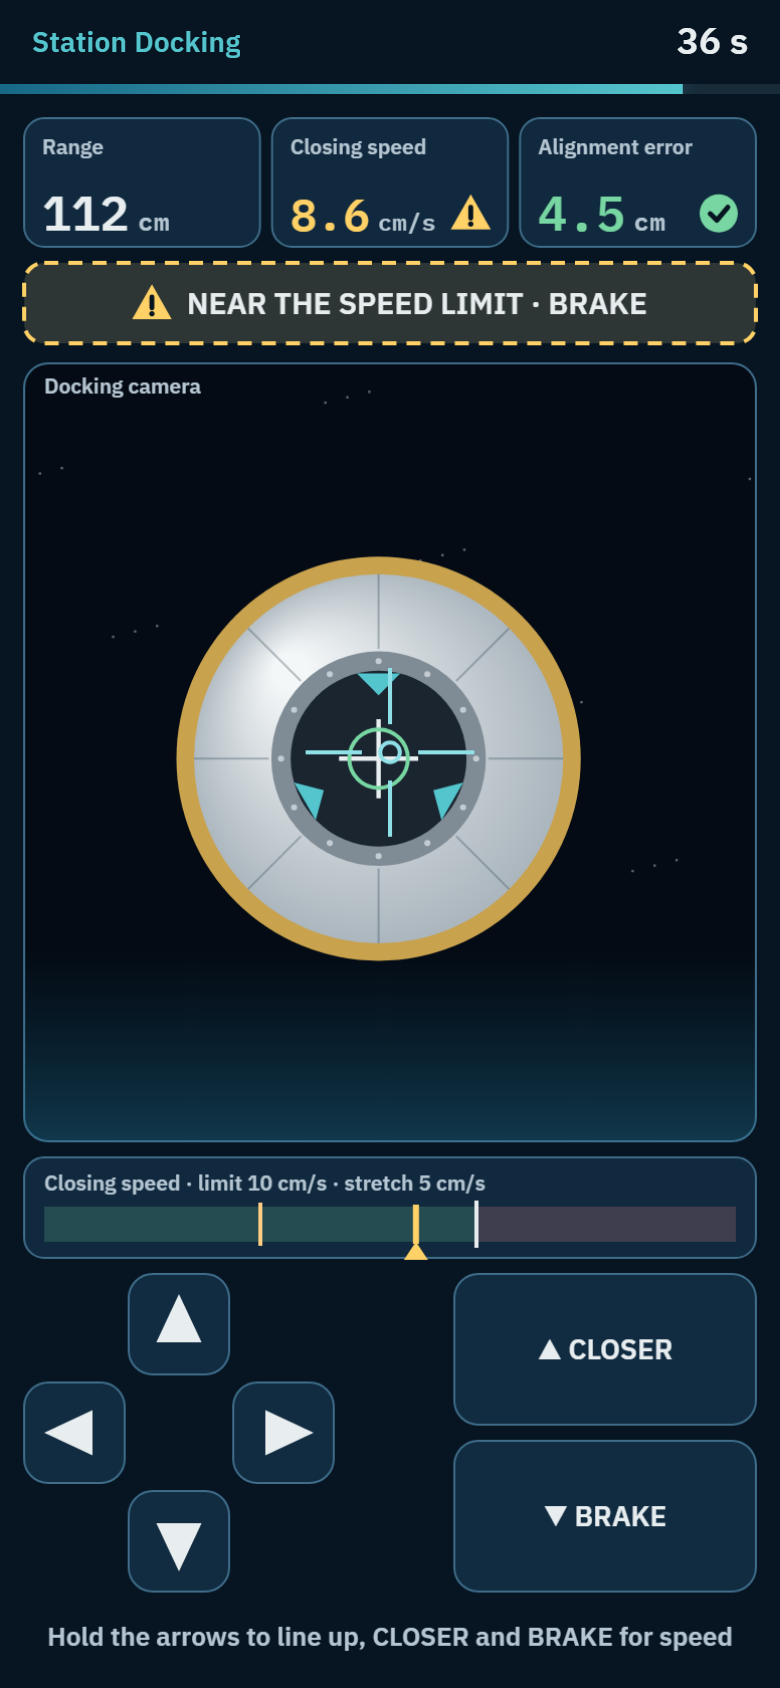 Station Docking
36 s
Range
112 cm
Closing speed
8.6 cm/s
Alignment error
4.5 cm
NEAR THE SPEED LIMIT · BRAKE
Docking camera
Closing speed · limit 10 cm/s · stretch 5 cm/s
▲ CLOSER
▼ BRAKE
Hold the arrows to line up, CLOSER and BRAKE for speed